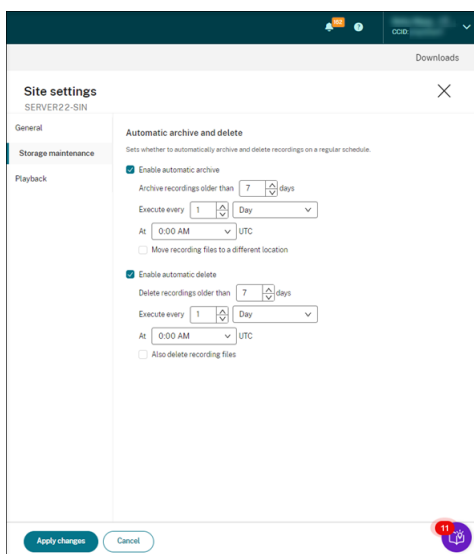 CCID:
Downloads
Site settings
SERVER22-SIN
General
Storage maintenance
Playback
Automatic archive and delete
Sets whether to automatically archive and delete recordings on a regular schedule.
Enable automatic archive
Archive recordings older than 7 days
Execute every 1 Day
At 0:00 AM UTC
Move recording files to a different location
Enable automatic delete
Delete recordings older than 7 days
Execute every 1 Day
At 0:00 AM UTC
Also delete recording files
11
Apply changes Cancel